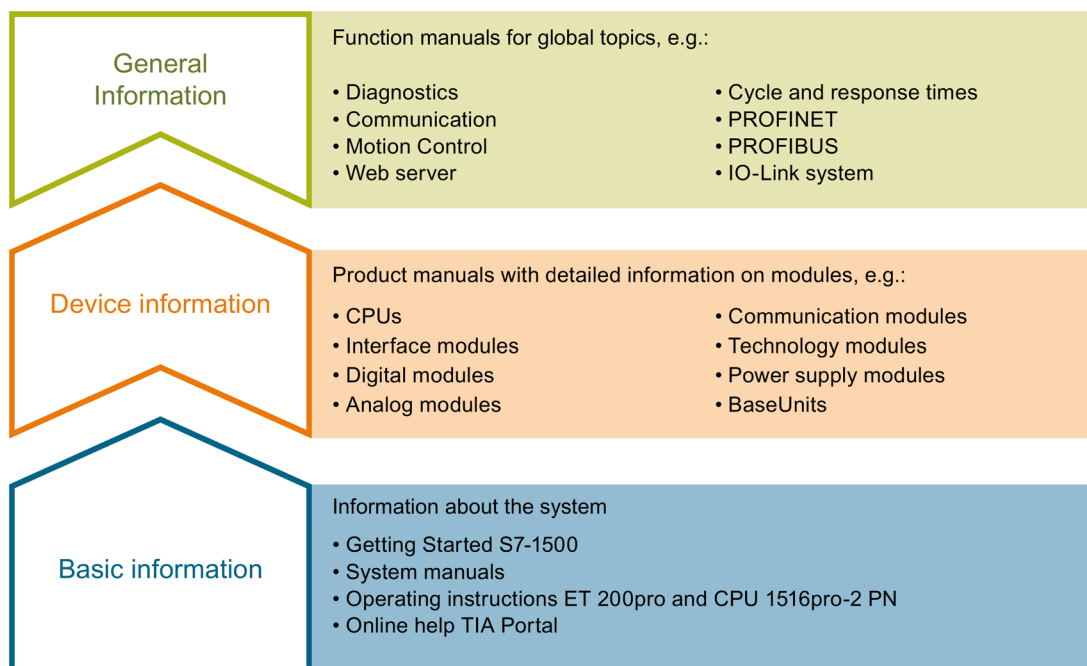 General
Information
Function manuals for global topics, e.g.:
• Diagnostics
• Communication
• Motion Control
• Web server
• Cycle and response times
• PROFINET
• PROFIBUS
• IO-Link system
Device information
Product manuals with detailed information on modules, e.g.:
• CPUs
• Interface modules
• Digital modules
• Analog modules
• Communication modules
• Technology modules
• Power supply modules
• BaseUnits
Basic information
Information about the system
• Getting Started S7-1500
• System manuals
• Operating instructions ET 200pro and CPU 1516pro-2 PN
• Online help TIA Portal